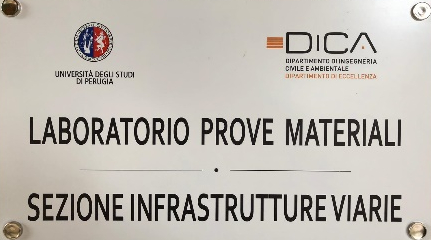 UNIVERSITÀ DEGLI STUDI
DI PERUGIA
DICA
DIPARTIMENTO DI INGEGNERIA
CIVILE E AMBIENTALE
DIPARTIMENTO DI ECCELLENZA
LABORATORIO PROVE MATERIALI
SEZIONE INFRASTRUTTURE VIARIE